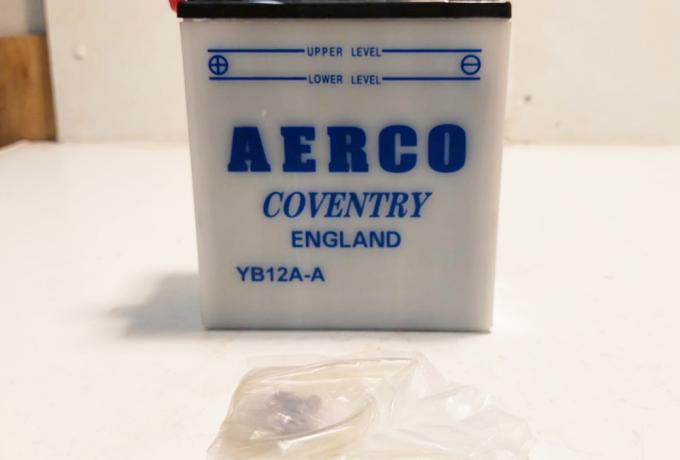 UPPER LEVEL
⊕ ⊖
LOWER LEVEL
AERCO
COVENTRY
ENGLAND
YB12A-A